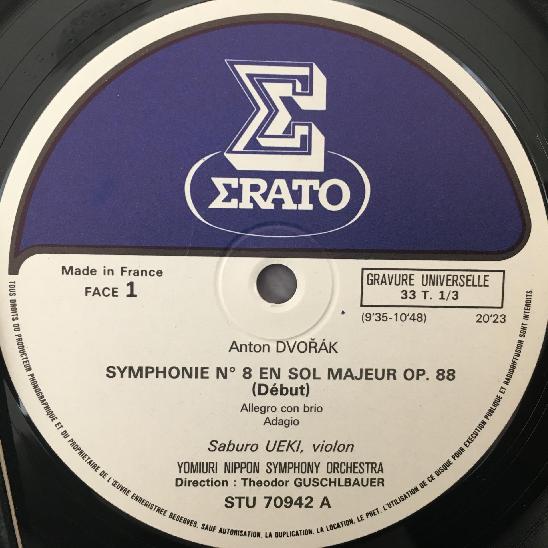 ΣRATO
Made in France
FACE 1
GRAVURE UNIVERSELLE
33 T. 1/3
(9'35-10'48) 20'23
Anton DVOŘÁK
SYMPHONIE N° 8 EN SOL MAJEUR OP. 88
(Début)
Allegro con brio
Adagio
Saburo UEKI, violon
YOMIURI NIPPON SYMPHONY ORCHESTRA
Direction : Theodor GUSCHLBAUER
STU 70942 A
TOUS DROITS DU PRODUCTEUR PHONOGRAPHIQUE ET DU PROPRIETAIRE DE L'ŒUVRE ENREGISTREE RESERVES. SAUF AUTORISATION, LA DUPLICATION, LA LOCATION, LE PRET, L'UTILISATION DE CE DISQUE POUR EXECUTION PUBLIQUE ET RADIODIFFUSION SONT INTERDITS.